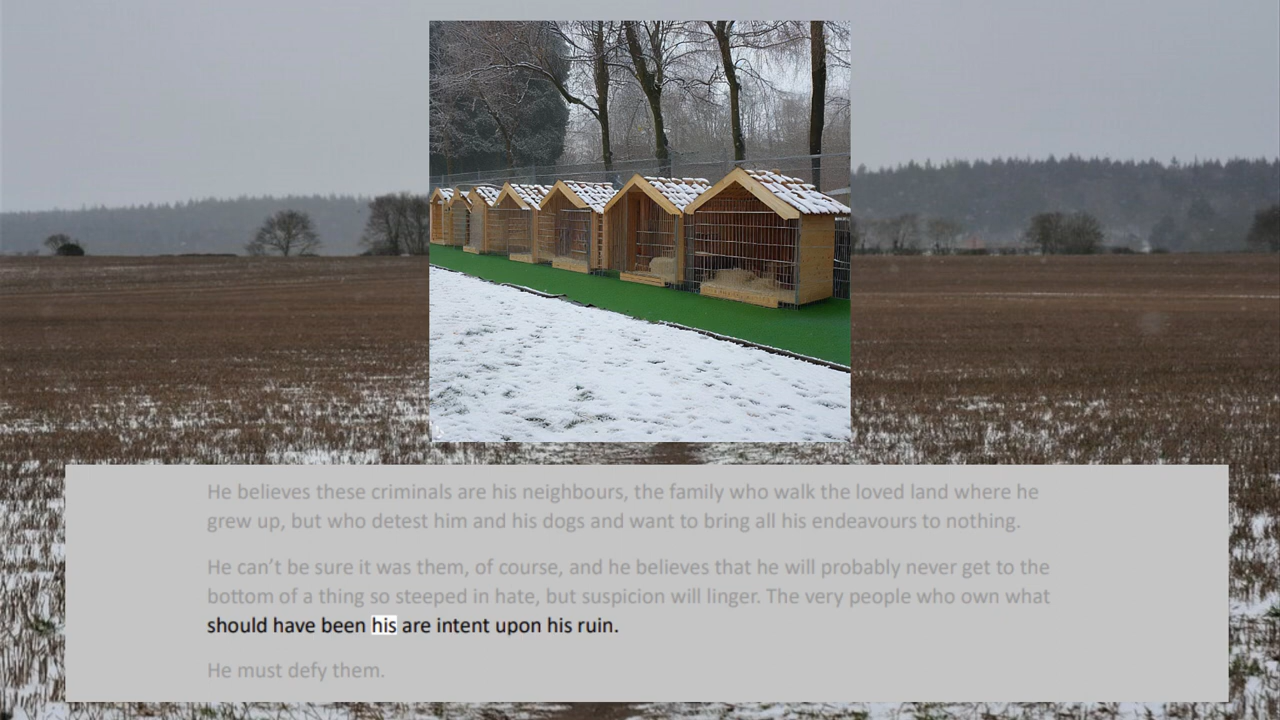 He believes these criminals are his neighbours, the family who walk the loved land where he
grew up, but who detest him and his dogs and want to bring all his endeavours to nothing.
He can’t be sure it was them, of course, and he believes that he will probably never get to the
bottom of a thing so steeped in hate, but suspicion will linger. The very people who own what
should have been his are intent upon his ruin.
He must defy them.